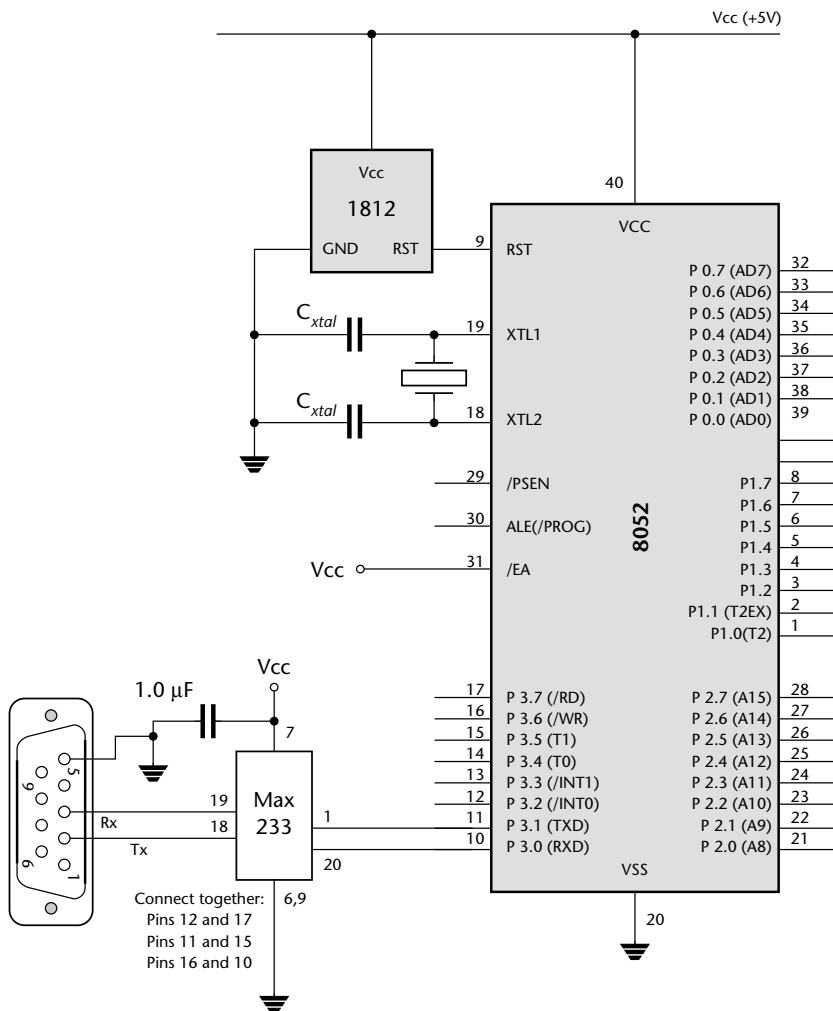 Vcc (+5V)
Vcc
1812
GND RST
40
VCC
9 RST
C xtal
19 XTL1
C xtal
18 XTL2
29 /PSEN
30 ALE(/PROG)
Vcc 31 /EA
8052
P 0.7 (AD7) 32
P 0.6 (AD6) 33
P 0.5 (AD5) 34
P 0.4 (AD4) 35
P 0.3 (AD3) 36
P 0.2 (AD2) 37
P 0.1 (AD1) 38
P 0.0 (AD0) 39
P1.7 8
P1.6 7
P1.5 6
P1.4 5
P1.3 4
P1.2 3
P1.1 (T2EX) 2
P1.0(T2) 1
17 P 3.7 (/RD)
16 P 3.6 (/WR)
15 P 3.5 (T1)
14 P 3.4 (T0)
13 P 3.3 (/INT1)
12 P 3.2 (/INT0)
11 P 3.1 (TXD)
10 P 3.0 (RXD)
P 2.7 (A15) 28
P 2.6 (A14) 27
P 2.5 (A13) 26
P 2.4 (A12) 25
P 2.3 (A11) 24
P 2.2 (A10) 23
P 2.1 (A9) 22
P 2.0 (A8) 21
VSS
20
Vcc
1.0 μF
7
5
9
6
1
Rx
Tx
19
18
Max
233
1
20
6,9
Connect together:
Pins 12 and 17
Pins 11 and 15
Pins 16 and 10